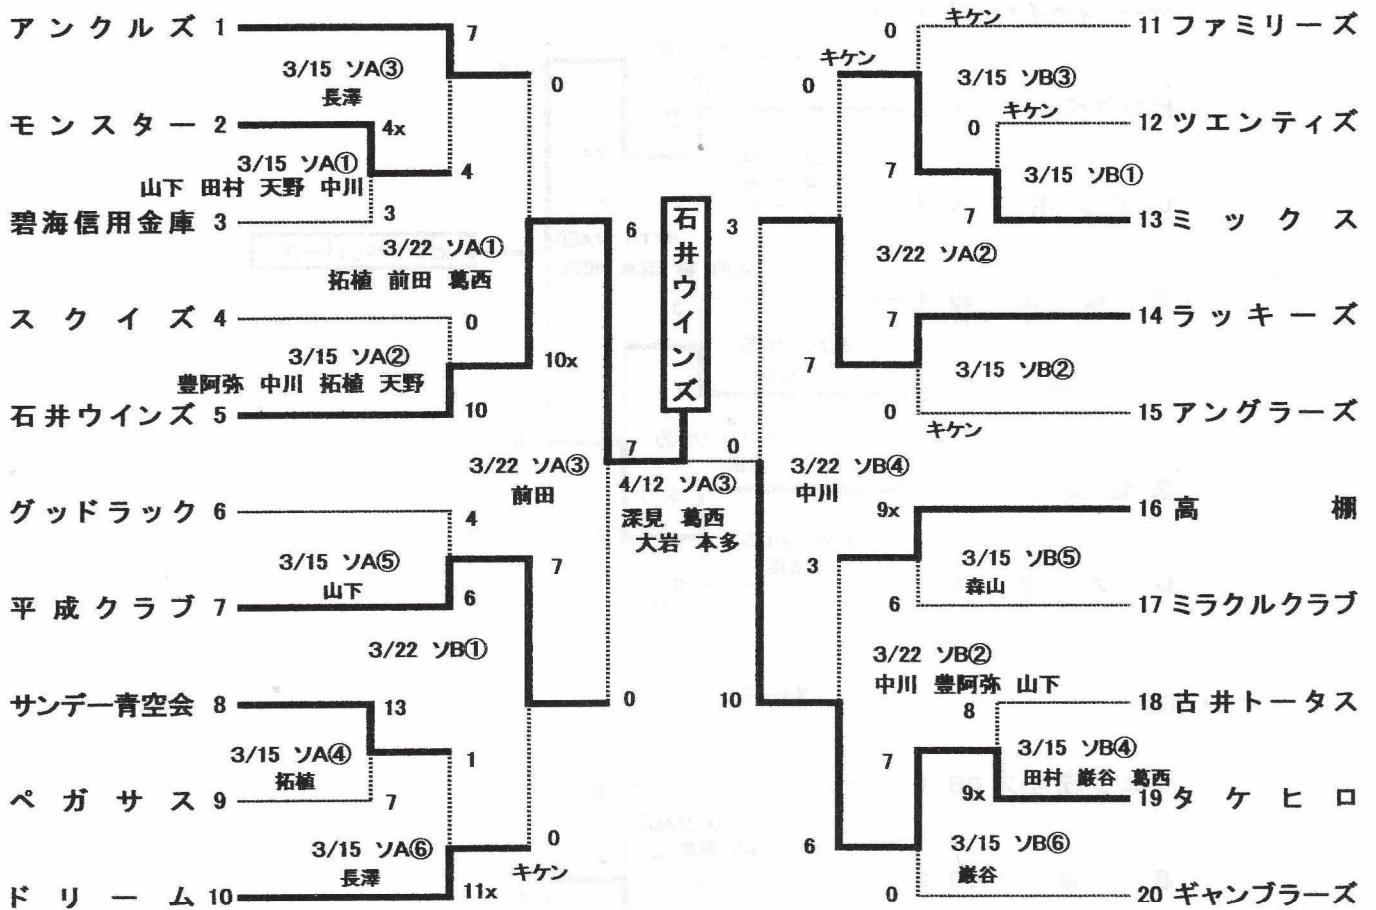 アンクルズ 1
7
3/15 ソA③
長澤
0
モンスター 2
4x
3/15 ソA①
山下 田村 天野 中川
4
碧海信用金庫 3
3
3/22 ソA①
拓植 前田 葛西
6
スクイズ 4
0
3/15 ソA②
豊阿弥 中川 拓植 天野
10x
石井ウインズ 5
10
3/22 ソA③
前田
7
グッドラック 6
4
3/15 ソA⑤
山下
7
平成クラブ 7
6
3/22 ソB①
サンデー青空会 8
13
0
3/15 ソA④
拓植
1
ペガサス 9
7
3/15 ソA⑥
長澤
0
キケン
ドリーム 10
11x
石井ウインズ
4/12 ソA③
深見 葛西
大岩 本多
キケン
0
11 ファミリーズ
キケン
0
3/15 ソB③
キケン
0
12 ツエンティズ
7
3/15 ソB①
7
13 ミックス
3
3/22 ソA②
7
14 ラッキーズ
7
3/15 ソB②
0
キケン
15 アングラーズ
0
3/22 ソB④
中川
9x
16 高棚
3/15 ソB⑤
森山
3
6
17 ミラクルクラブ
3/22 ソB②
中川 豊阿弥 山下
10
8
18 古井トータス
3/15 ソB④
田村 巌谷 葛西
7
9x
19 タケヒロ
6
3/15 ソB⑥
巌谷
0
20 ギャンブラーズ